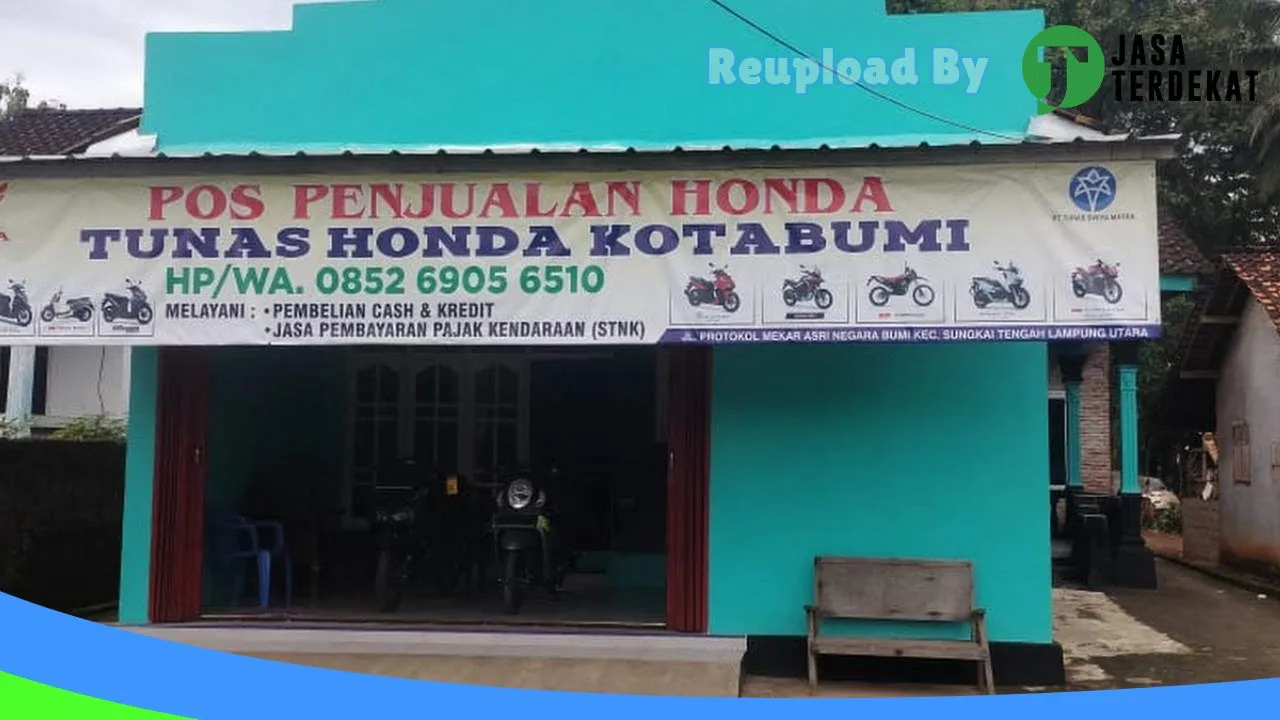 Reupload By
JASA
TERDEKAT
POS PENJUALAN HONDA
TUNAS HONDA KOTABUMI
HP/WA. 0852 6905 6510
MELAYANI : • PEMBELIAN CASH & KREDIT
• JASA PEMBAYARAN PAJAK KENDARAAN (STNK)
PT. TUNAS DWIPA MATRA
JL. PROTOKOL MEKAR ASRI NEGARA BUMI KEC. SUNGKAI TENGAH LAMPUNG UTARA